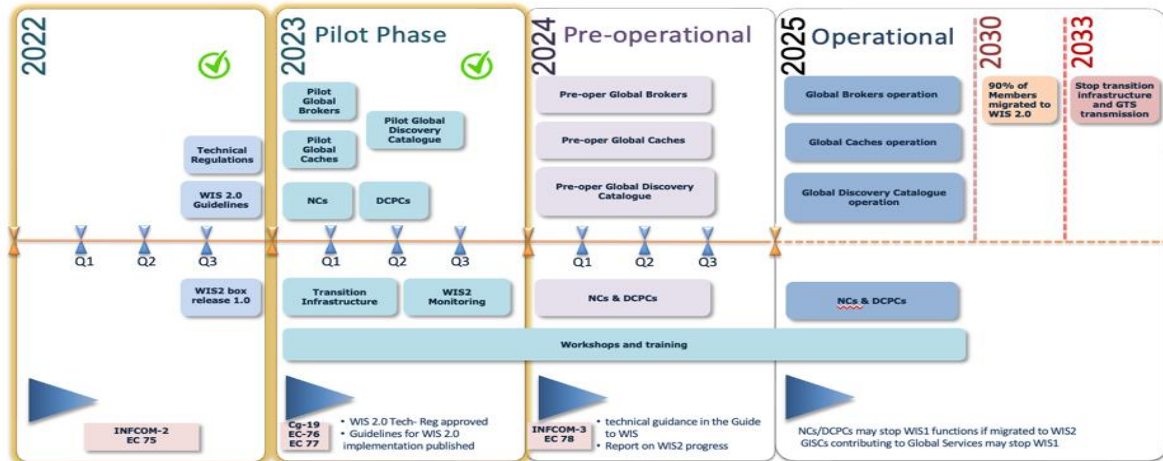 2022
2023
Pilot Phase
2024
Pre-operational
2025
Operational
2030
2033
Pilot
Global
Brokers
Pilot Global
Discovery
Catalogue
Pilot
Global
Caches
Technical
Regulations
WIS 2.0
Guidelines
NCs
DCPCs
Pre-oper Global Brokers
Pre-oper Global Caches
Pre-oper Global Discovery
Catalogue
Global Brokers operation
Global Caches operation
Global Discovery Catalogue
operation
90% of
Members
migrated to
WIS 2.0
Stop transition
infrastructure
and GTS
transmission
Q1
Q2
Q3
Q1
Q2
Q3
Q1
Q2
Q3
WIS2 box
release 1.0
Transition
Infrastructure
WIS2
Monitoring
NCs & DCPCs
NCs & DCPCs
Workshops and training
INFCOM-2
EC 75
Cg-19
EC-76
EC 77
• WIS 2.0 Tech- Reg approved
• Guidelines for WIS 2.0
implementation published
INFCOM-3
EC 78
• technical guidance in the Guide
to WIS
• Report on WIS2 progress
NCs/DCPCs may stop WIS1 functions if migrated to WIS2
GISCs contributing to Global Services may stop WIS1